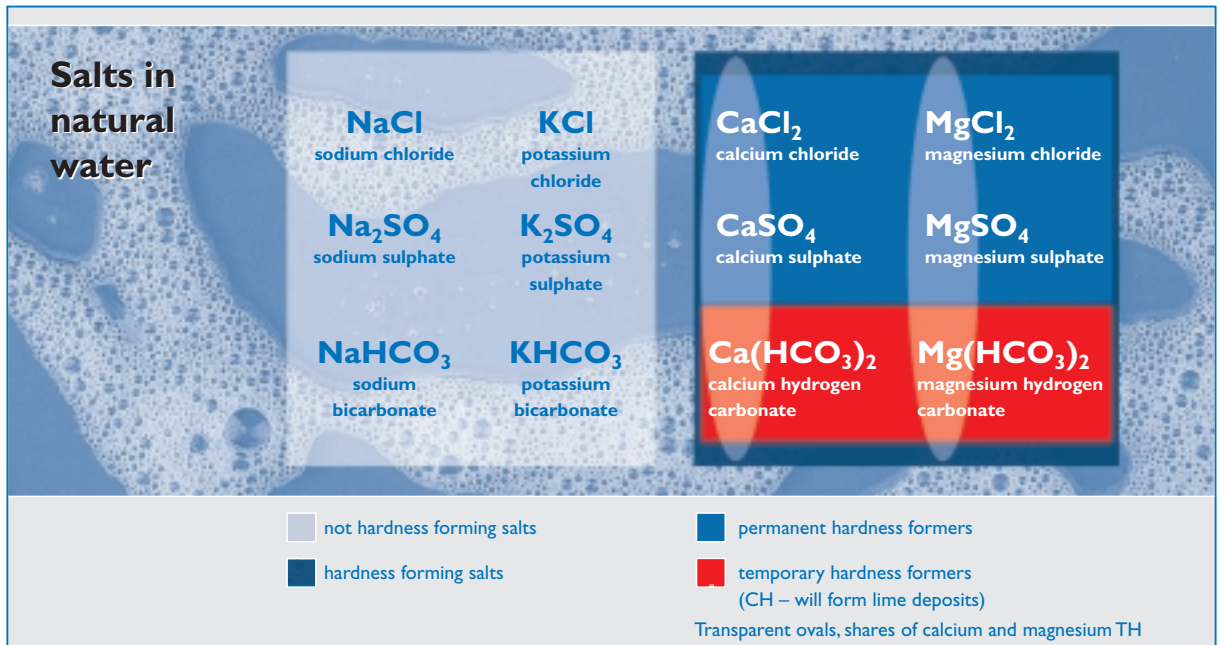 Salts in
natural
water
NaCl
sodium chloride
KCl
potassium
chloride
CaCl₂
calcium chloride
MgCl₂
magnesium chloride
Na₂SO₄
sodium sulphate
K₂SO₄
potassium
sulphate
CaSO₄
calcium sulphate
MgSO₄
magnesium sulphate
NaHCO₃
sodium
bicarbonate
KHCO₃
potassium
bicarbonate
Ca(HCO₃)₂
calcium hydrogen
carbonate
Mg(HCO₃)₂
magnesium hydrogen
carbonate
not hardness forming salts
hardness forming salts
permanent hardness formers
temporary hardness formers
(CH – will form lime deposits)
Transparent ovals, shares of calcium and magnesium TH